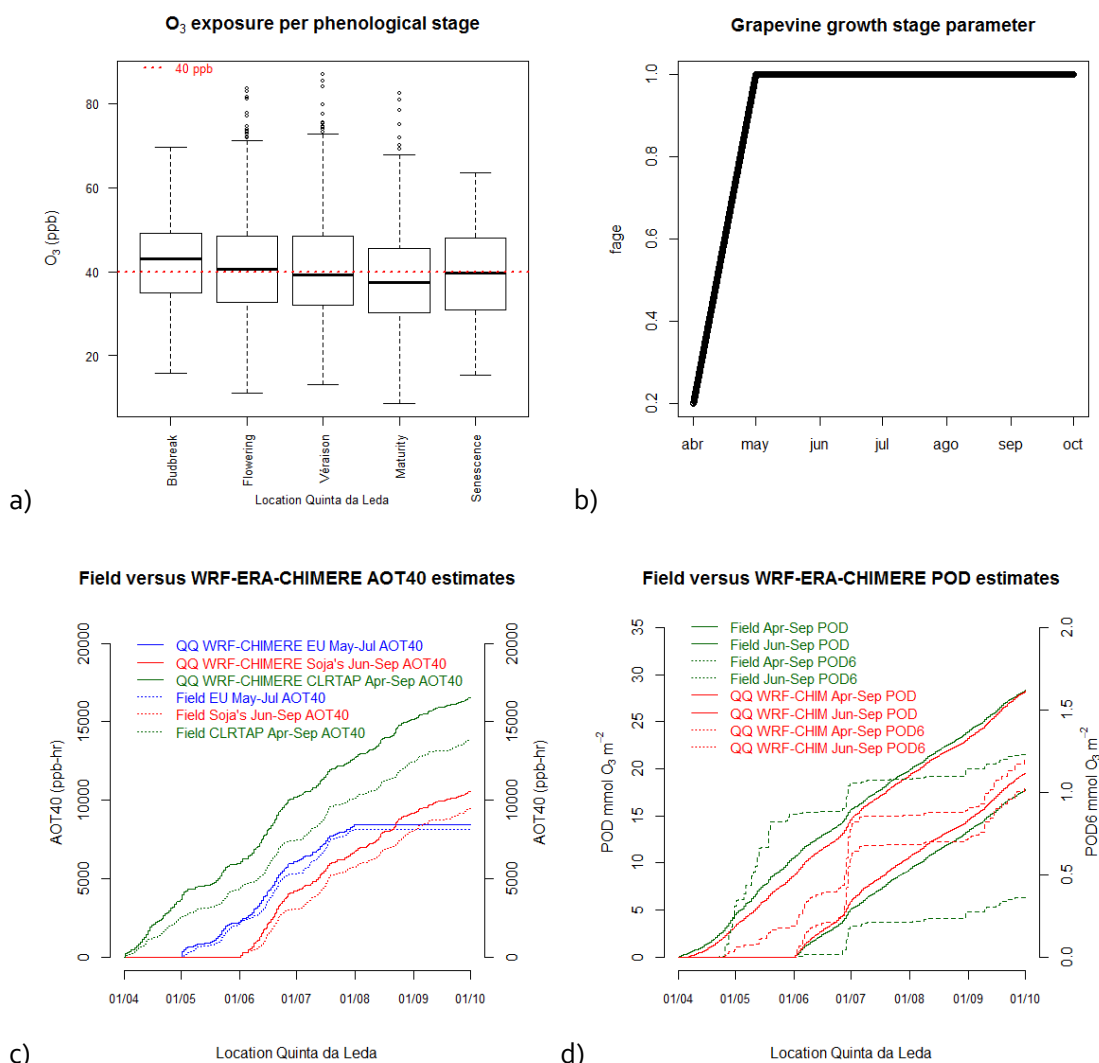 O₃ exposure per phenological stage
40 ppb
O₃ (ppb)
80
60
40
20
Budbreak
Flowering
Véraison
Maturity
Senescence
Location Quinta da Leda
a)
Grapevine growth stage parameter
fage
1.0
0.8
0.6
0.4
0.2
abr may jun jul ago sep oct
b)
Field versus WRF-ERA-CHIMERE AOT40 estimates
QQ WRF-CHIMERE EU May-Jul AOT40
QQ WRF-CHIMERE Soja's Jun-Sep AOT40
QQ WRF-CHIMERE CLRTAP Apr-Sep AOT40
Field EU May-Jul AOT40
Field Soja's Jun-Sep AOT40
Field CLRTAP Apr-Sep AOT40
AOT40 (ppb-hr)
20000
15000
10000
5000
0
AOT40 (ppb-hr)
20000
15000
10000
5000
0
01/04 01/05 01/06 01/07 01/08 01/09 01/10
Location Quinta da Leda
c)
Field versus WRF-ERA-CHIMERE POD estimates
Field Apr-Sep POD
Field Jun-Sep POD
Field Apr-Sep POD6
Field Jun-Sep POD6
QQ WRF-CHIM Apr-Sep POD
QQ WRF-CHIM Jun-Sep POD
QQ WRF-CHIM Apr-Sep POD6
QQ WRF-CHIM Jun-Sep POD6
POD mmol O₃ m⁻²
35
30
25
20
15
10
5
0
POD6 mmol O₃ m⁻²
2.0
1.5
1.0
0.5
0.0
01/04 01/05 01/06 01/07 01/08 01/09 01/10
Location Quinta da Leda
d)